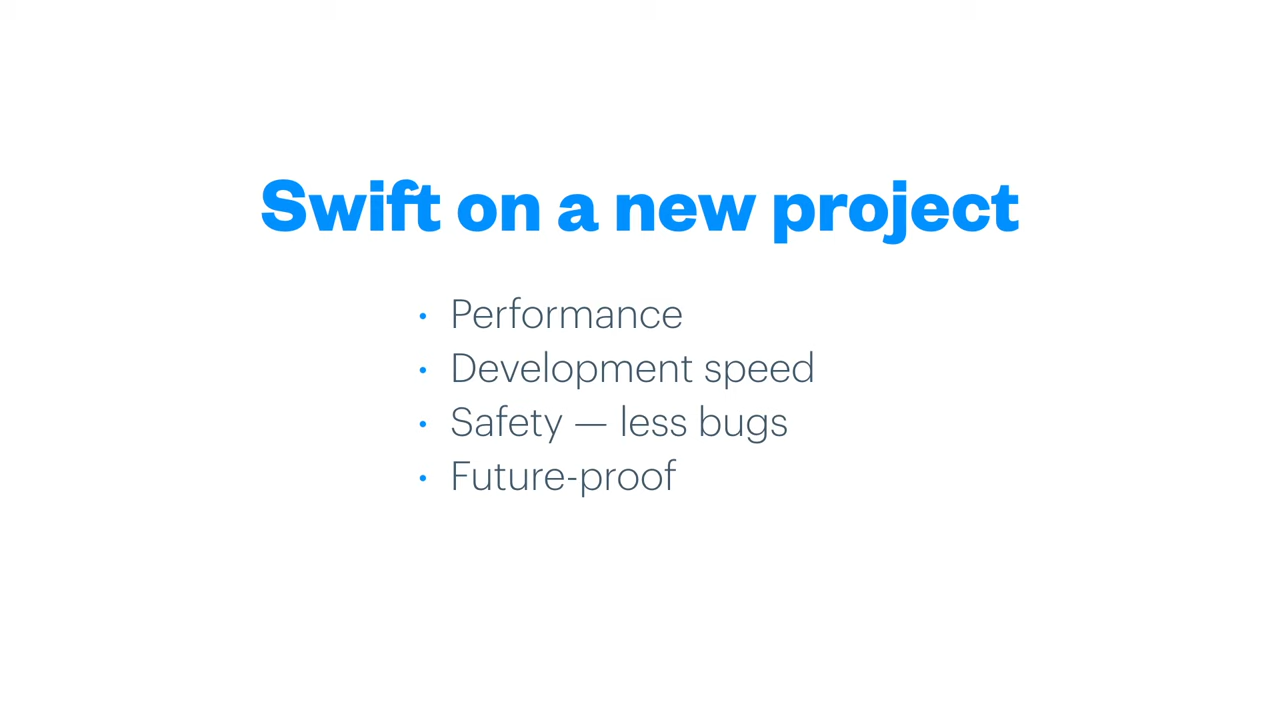 Swift on a new project
• Performance
• Development speed
• Safety — less bugs
• Future-proof